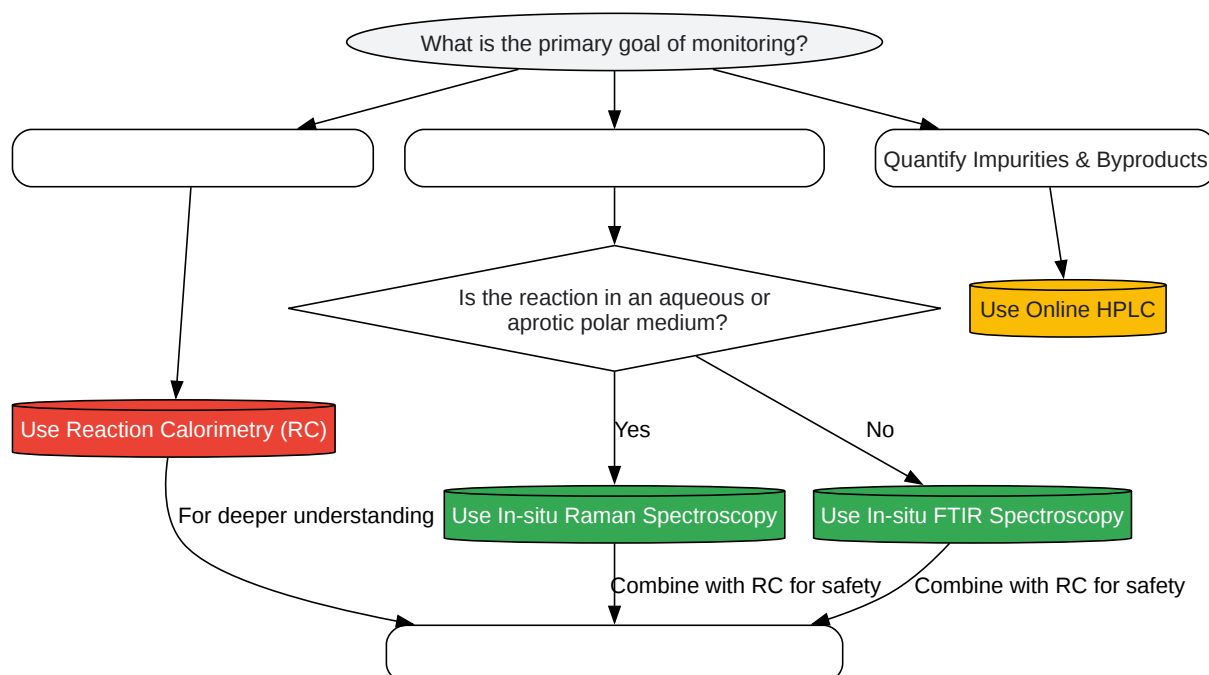 What is the primary goal of monitoring?
Quantify Impurities & Byproducts
Is the reaction in an aqueous or
aprotic polar medium?
Use Online HPLC
Use Reaction Calorimetry (RC)
Yes
No
For deeper understanding
Use In-situ Raman Spectroscopy
Use In-situ FTIR Spectroscopy
Combine with RC for safety
Combine with RC for safety